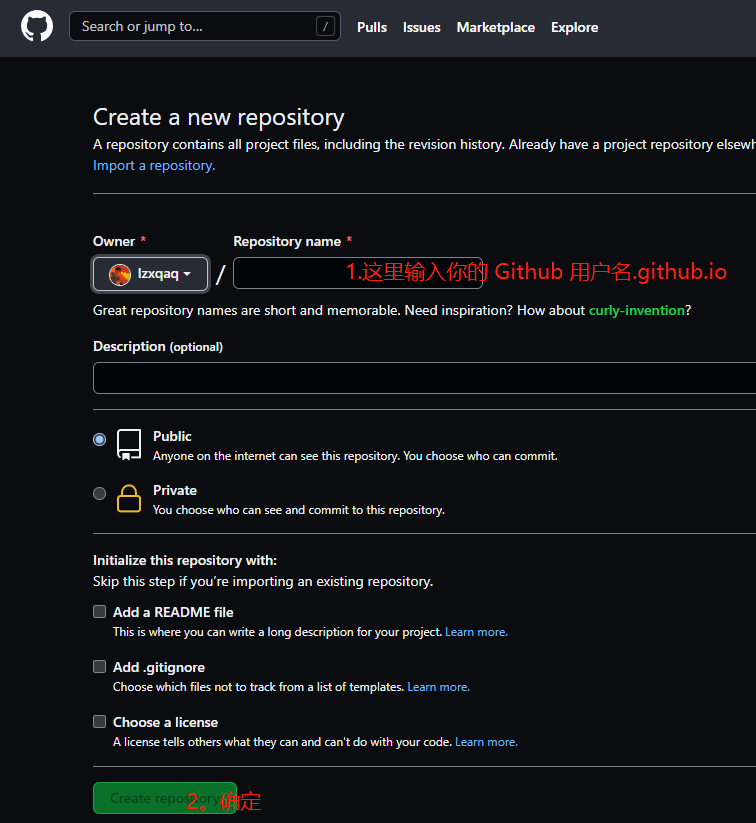 Search or jump to... / Pulls Issues Marketplace Explore
Create a new repository
A repository contains all project files, including the revision history. Already have a project repository
Import a repository.
Owner * Repository name *
lzxqaq / 1.这里输入你的 Github 用户名.github.io
Great repository names are short and memorable. Need inspiration? How about curly-invention?
Description (optional)
Public
Anyone on the internet can see this repository. You choose who can commit.
Private
You choose who can see and commit to this repository.
Initialize this repository with:
Skip this step if you're importing an existing repository.
Add a README file
This is where you can write a long description for your project. Learn more.
Add .gitignore
Choose which files not to track from a list of templates. Learn more.
Choose a license
A license tells others what they can and can't do with your code. Learn more.
Create repository 2。确定